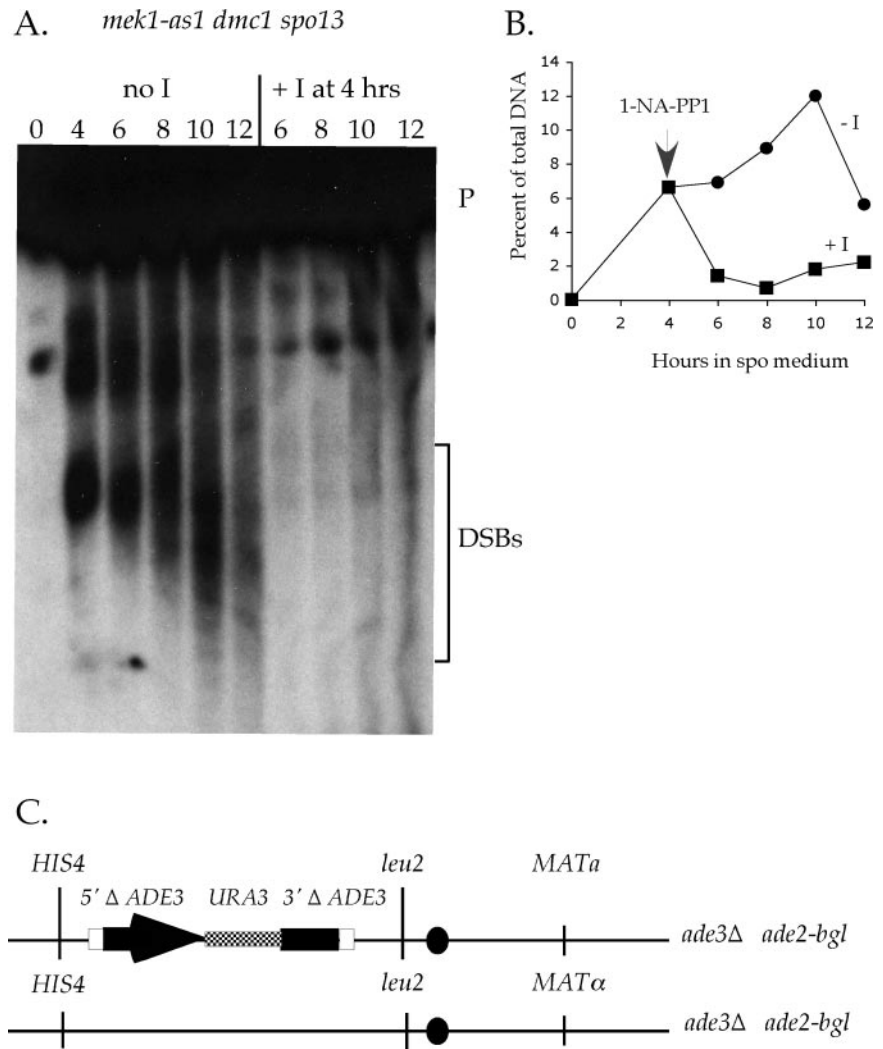 A.
mek1-as1 dmc1 spo13
no I
+ I at 4 hrs
0 4 6 8 10 12 6 8 10 12
P
DSBs
B.
1-NA-PP1
- I
+ I
Percent of total DNA
14
12
10
8
6
4
2
0
0 2 4 6 8 10 12
Hours in spo medium
C.
HIS4 leu2 MATa
5' Δ ADE3 URA3 3' Δ ADE3
ade3Δ ade2-bgl
HIS4 leu2 MATα
ade3Δ ade2-bgl